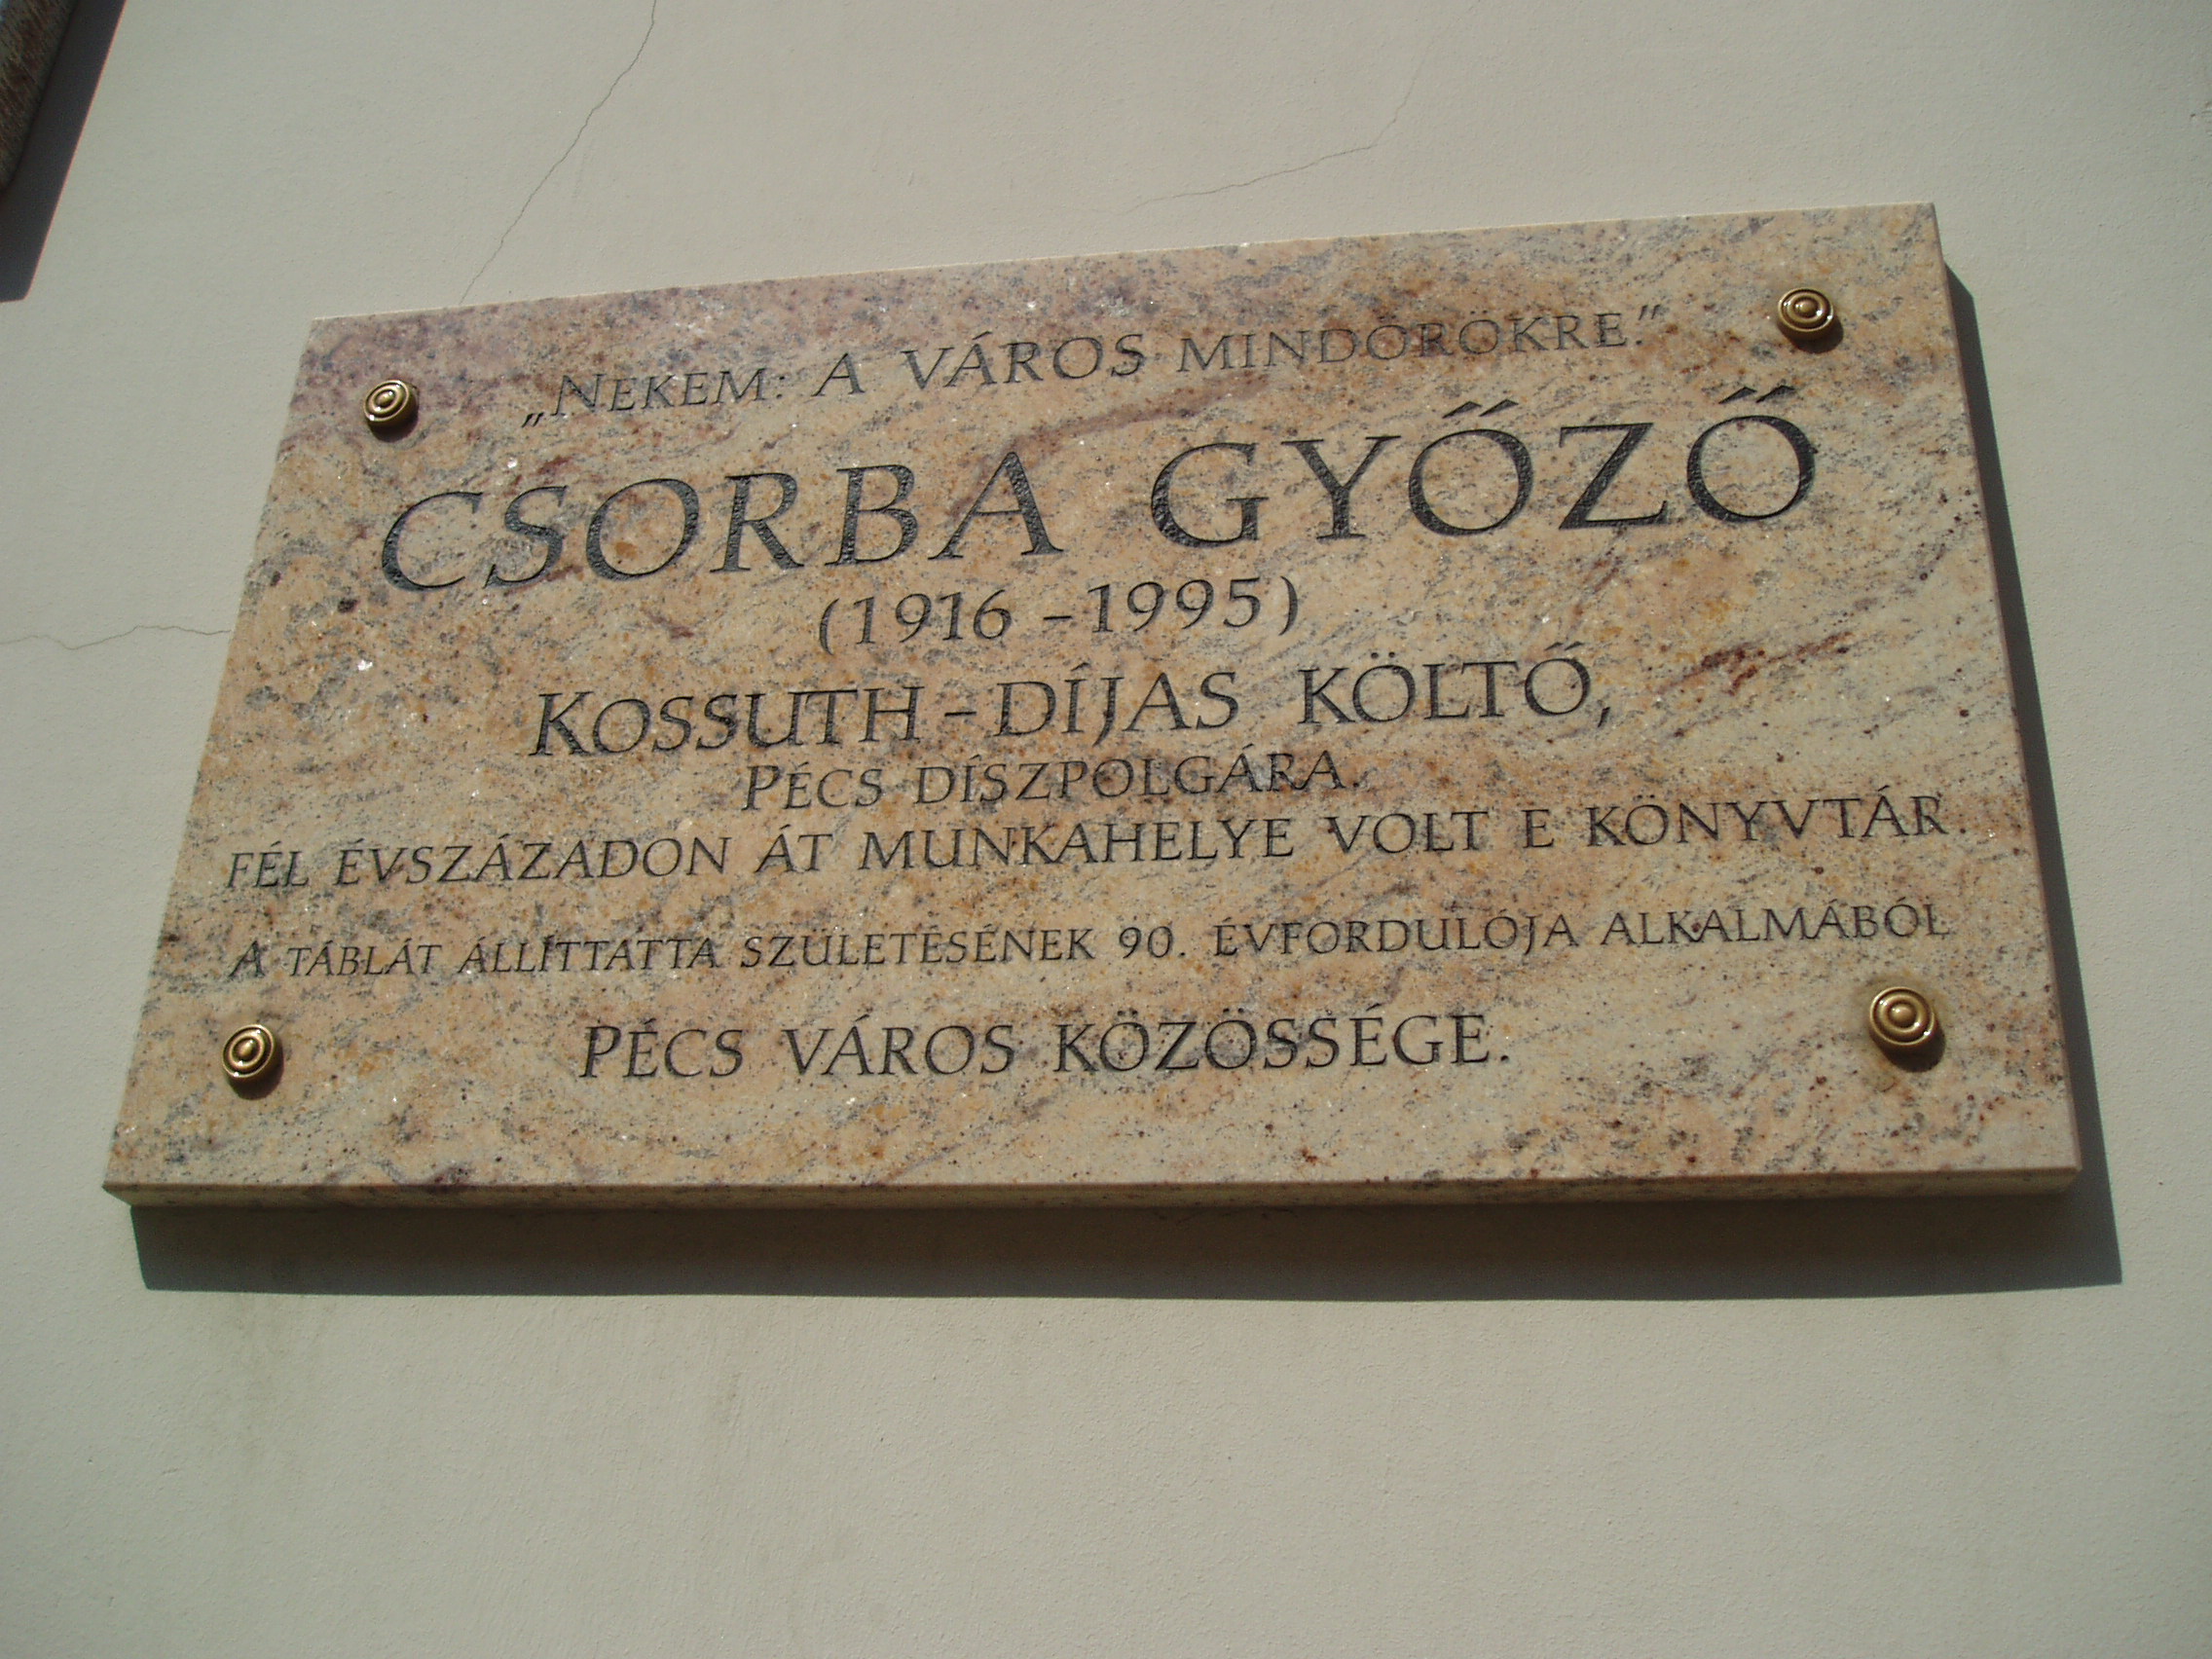 „NEKEM: A VÁROS MINDÖRÖKRE.”
CSORBA GYŐZŐ
(1916 – 1995)
KOSSUTH – DÍJAS KÖLTŐ,
PÉCS DÍSZPOLGÁRA.
FÉL ÉVSZÁZADON ÁT MUNKAHELYE VOLT E KÖNYVTÁR.
A TÁBLÁT ÁLLÍTTATTA SZÜLETÉSÉNEK 90. ÉVFORDULÓJA ALKALMÁBÓL
PÉCS VÁROS KÖZÖSSÉGE.